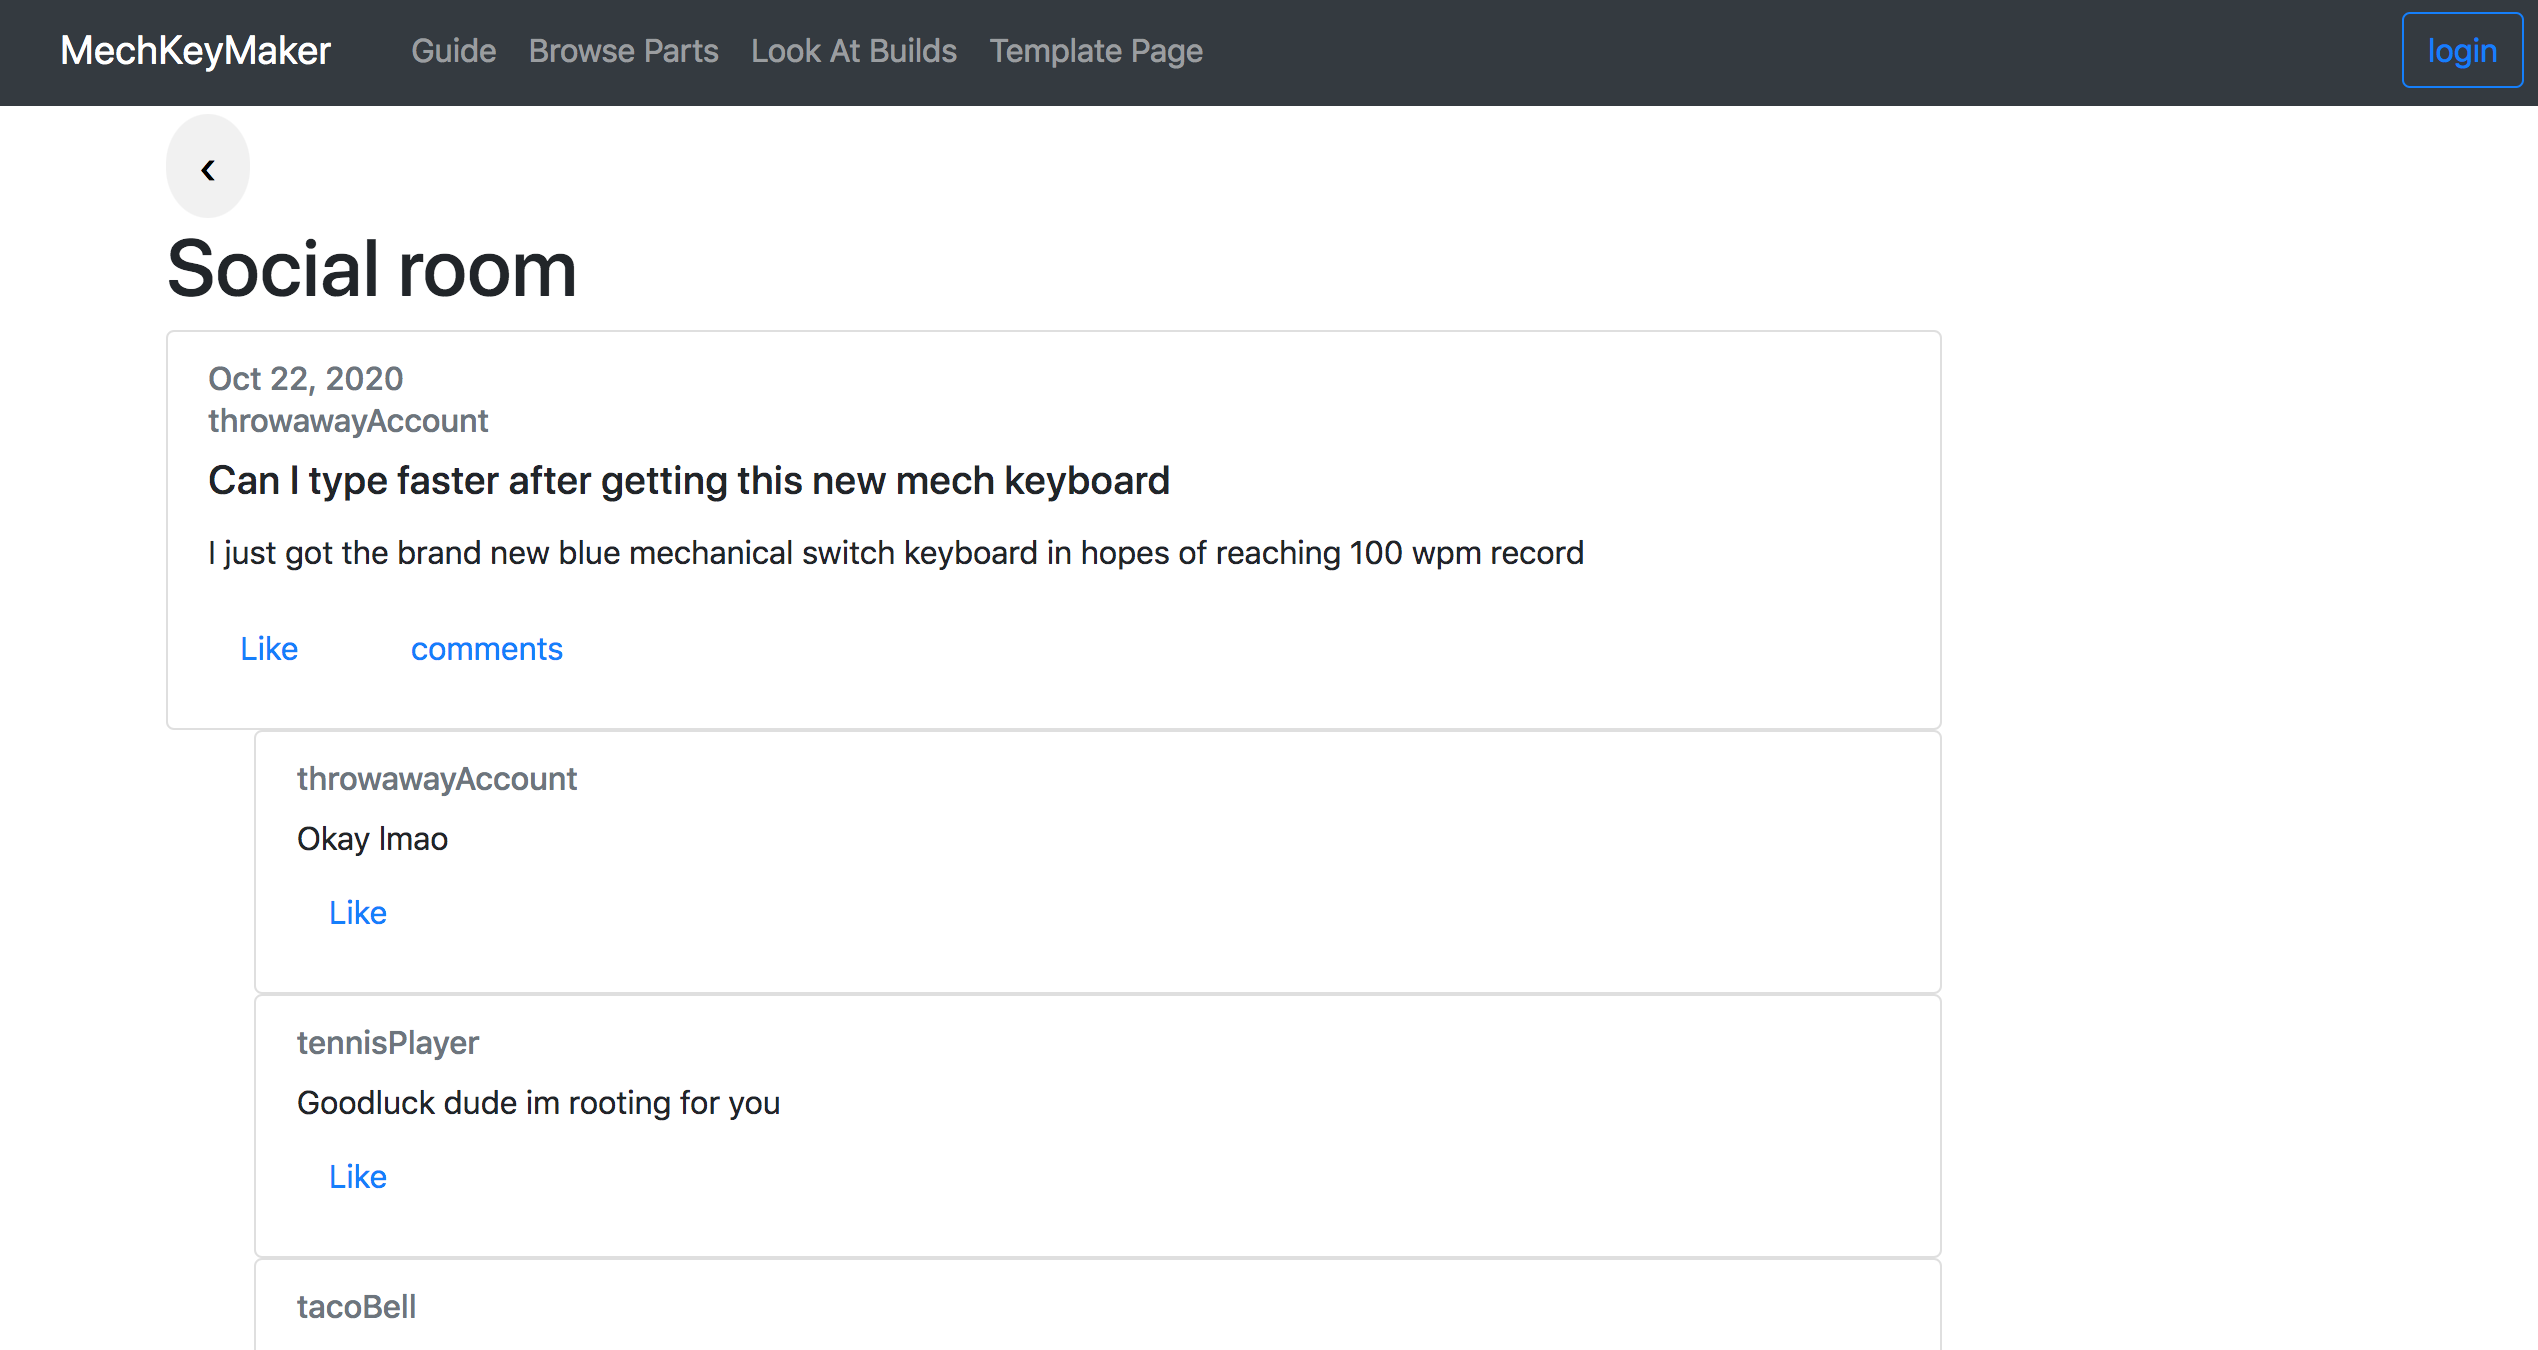 MechKeyMaker Guide Browse Parts Look At Builds Template Page login
‹
Social room
Oct 22, 2020
throwawayAccount
Can I type faster after getting this new mech keyboard
I just got the brand new blue mechanical switch keyboard in hopes of reaching 100 wpm record
Like comments
throwawayAccount
Okay lmao
Like
tennisPlayer
Goodluck dude im rooting for you
Like
tacoBell